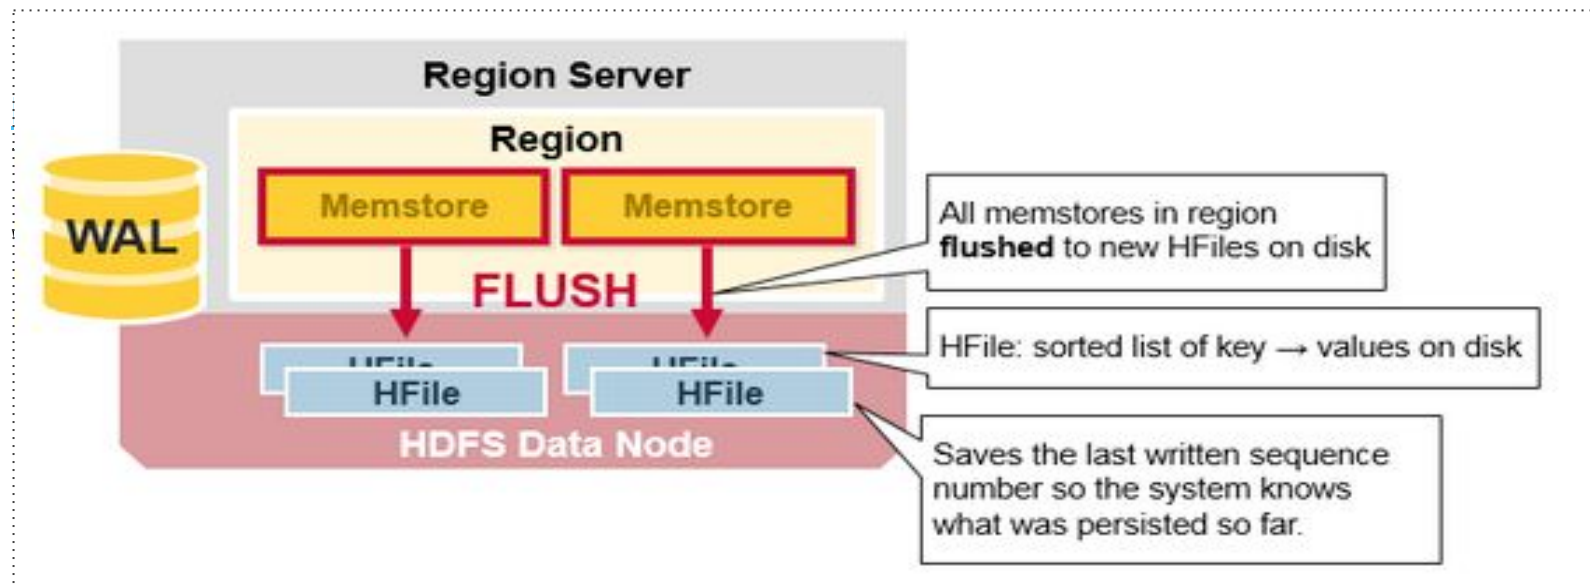 Region Server
Region
Memstore
Memstore
WAL
FLUSH
All memstores in region
flushed to new HFiles on disk
HFile
HFile
HFile: sorted list of key → values on disk
HFile
HFile
HDFS Data Node
Saves the last written sequence
number so the system knows
what was persisted so far.